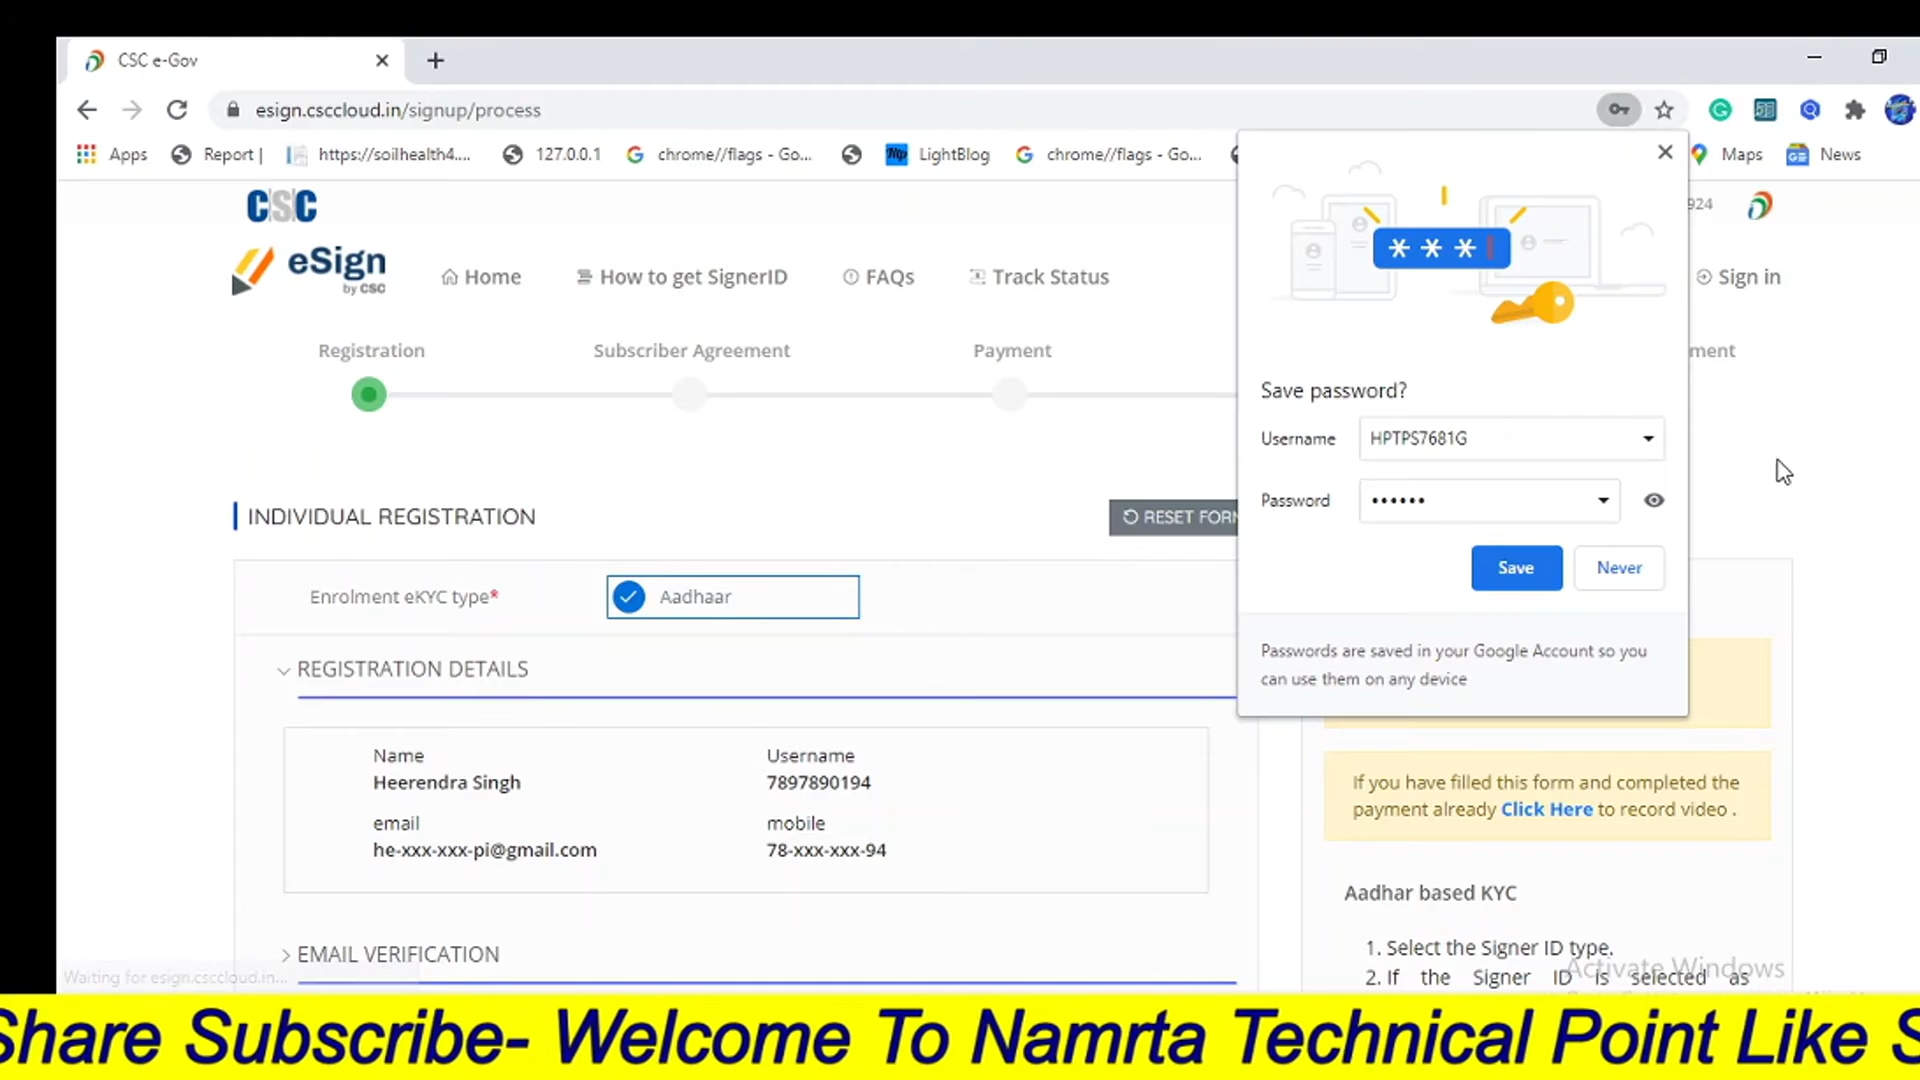 CSC e-Gov
esign.csccloud.in/signup/process
Apps
Report |
https://soilhealth4....
127.0.0.1
chrome//flags - Go...
LightBlog
chrome//flags - Go...
Maps
News
CSC
924
eSign
by CSC
Home
How to get SignerID
FAQs
Track Status
Sign in
Registration
Subscriber Agreement
Payment
ment
* * *
Save password?
Username HPTPS7681G
Password ••••••
Save
Never
Passwords are saved in your Google Account so you
can use them on any device
INDIVIDUAL REGISTRATION
RESET FORM
Enrolment eKYC type*
Aadhaar
REGISTRATION DETAILS
Name
Heerendra Singh
Username
7897890194
email
he-xxx-xxx-pi@gmail.com
mobile
78-xxx-xxx-94
EMAIL VERIFICATION
If you have filled this form and completed the
payment already Click Here to record video .
Aadhar based KYC
1. Select the Signer ID type.
2. If the Signer ID is selected as
Activate Windows
Waiting for esign.csccloud.in...
Share Subscribe- Welcome To Namrta Technical Point Like S